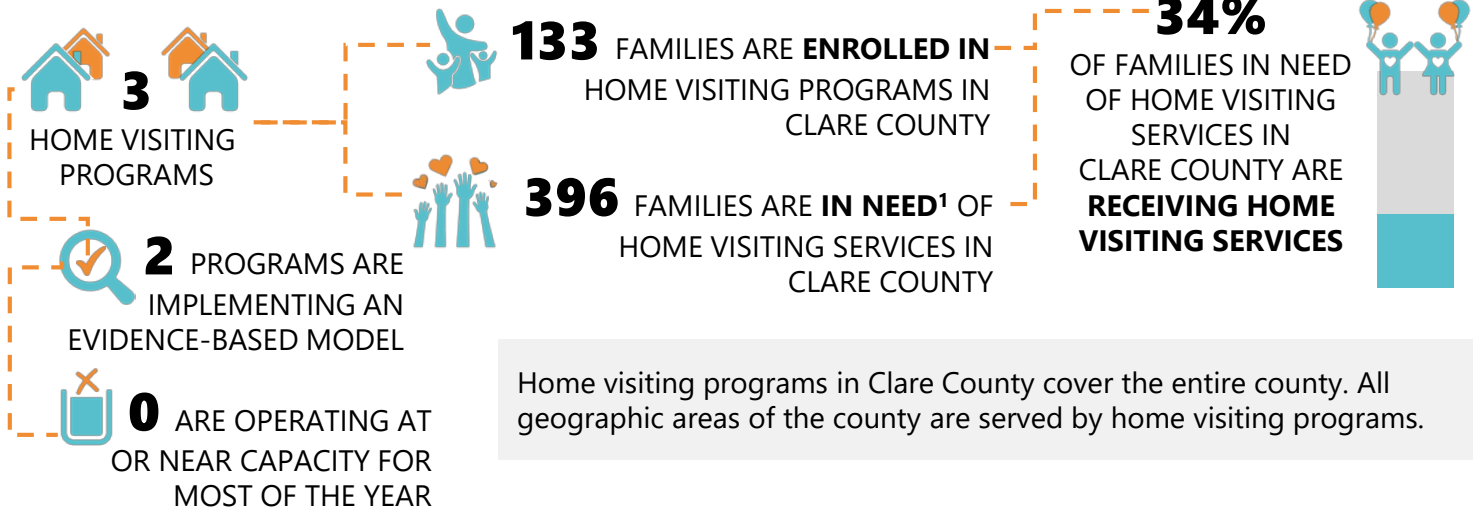 3
HOME VISITING
PROGRAMS
2 PROGRAMS ARE
IMPLEMENTING AN
EVIDENCE-BASED MODEL
0 ARE OPERATING AT
OR NEAR CAPACITY FOR
MOST OF THE YEAR
133 FAMILIES ARE ENROLLED IN
HOME VISITING PROGRAMS IN
CLARE COUNTY
396 FAMILIES ARE IN NEED¹ OF
HOME VISITING SERVICES IN
CLARE COUNTY
34%
OF FAMILIES IN NEED
OF HOME VISITING
SERVICES IN
CLARE COUNTY ARE
RECEIVING HOME
VISITING SERVICES
Home visiting programs in Clare County cover the entire county. All
geographic areas of the county are served by home visiting programs.